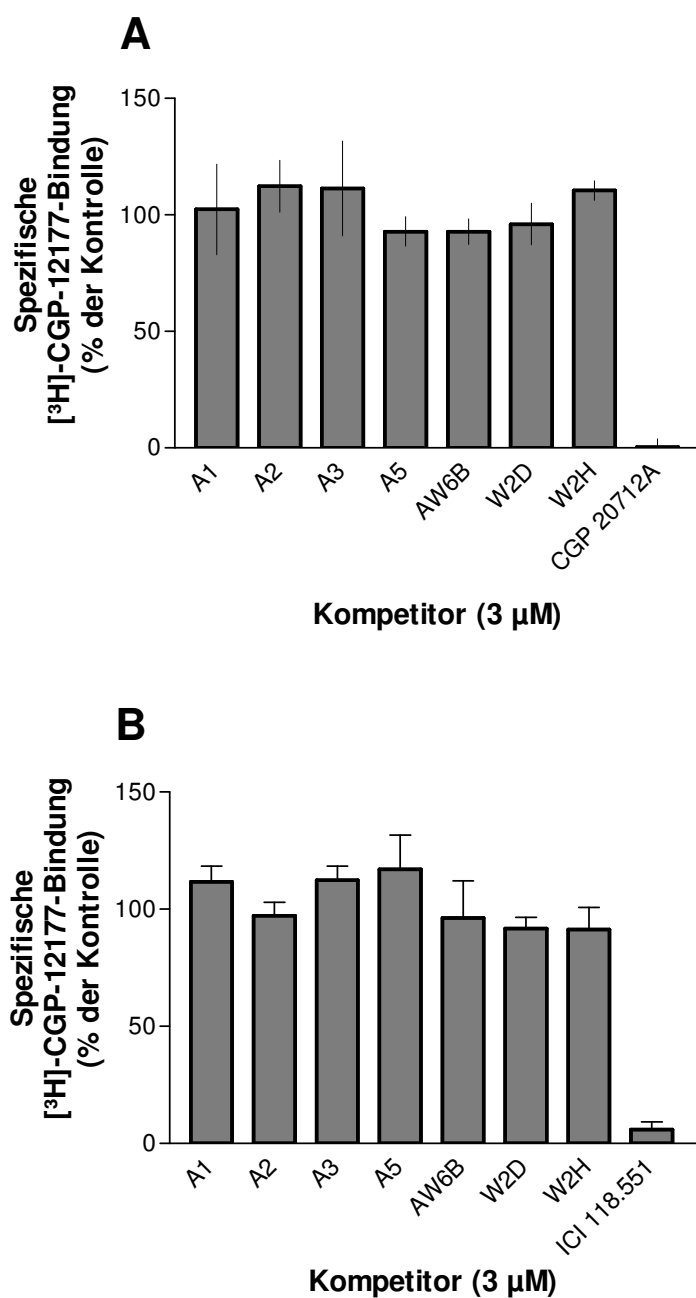 A
Spezifische
[³H]-CGP-12177-Bindung
(% der Kontrolle)
150
100
50
0
A1
A2
A3
A5
AW6B
W2D
W2H
CGP 20712A
Kompetitor (3 µM)
B
Spezifische
[³H]-CGP-12177-Bindung
(% der Kontrolle)
150
100
50
0
A1
A2
A3
A5
AW6B
W2D
W2H
ICI 118.551
Kompetitor (3 µM)